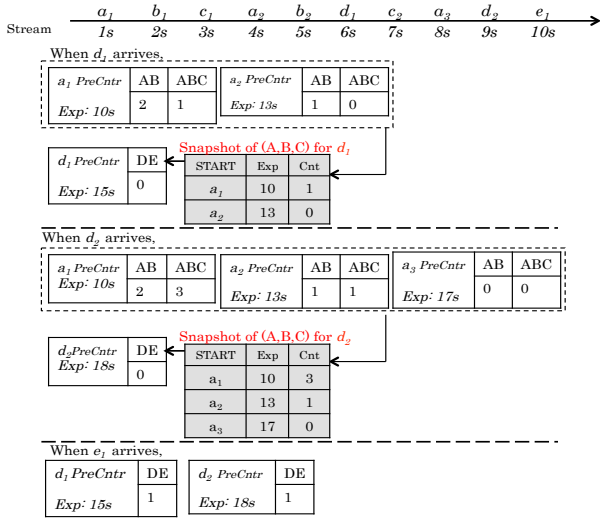 a1 b1 c1 a2 b2 d1 c2 a3 d2 e1
Stream 1s 2s 3s 4s 5s 6s 7s 8s 9s 10s
When d1 arrives,
a1 PreCntr AB ABC a2 PreCntr AB ABC
Exp: 10s 2 1 Exp: 13s 1 0
Snapshot of (A,B,C) for d1
d1 PreCntr DE START Exp Cnt
Exp: 15s 0 a1 10 1
a2 13 0
When d2 arrives,
a1 PreCntr AB ABC a2 PreCntr AB ABC a3 PreCntr AB ABC
Exp: 10s 2 3 Exp: 13s 1 1 Exp: 17s 0 0
Snapshot of (A,B,C) for d2
d2PreCntr DE START Exp Cnt
Exp: 18s 0 a1 10 3
a2 13 1
a3 17 0
When e1 arrives,
d1 PreCntr DE d2 PreCntr DE
Exp: 15s 1 Exp: 18s 1